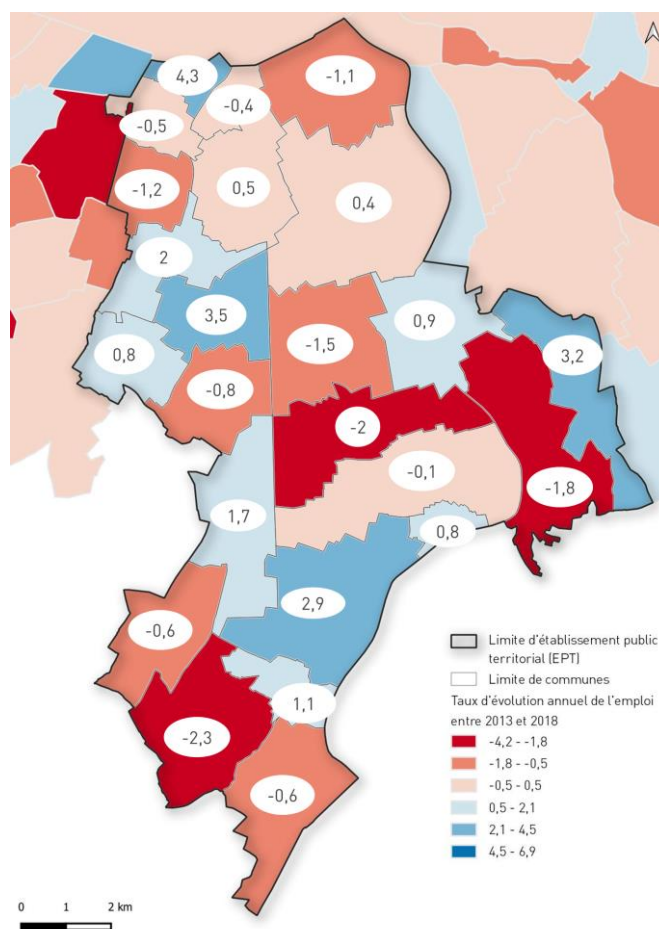 4,3
-1,1
-0,4
-0,5
-1,2
0,5
0,4
2
3,5
0,9
-1,5
3,2
0,8
-0,8
-2
-0,1
-1,8
1,7
0,8
2,9
-0,6
1,1
-2,3
-0,6
Limite d'établissement public
territorial (EPT)
Limite de communes
Taux d'évolution annuel de l'emploi
entre 2013 et 2018
-4,2 - -1,8
-1,8 - -0,5
-0,5 - 0,5
0,5 - 2,1
2,1 - 4,5
4,5 - 6,9
0 1 2 km